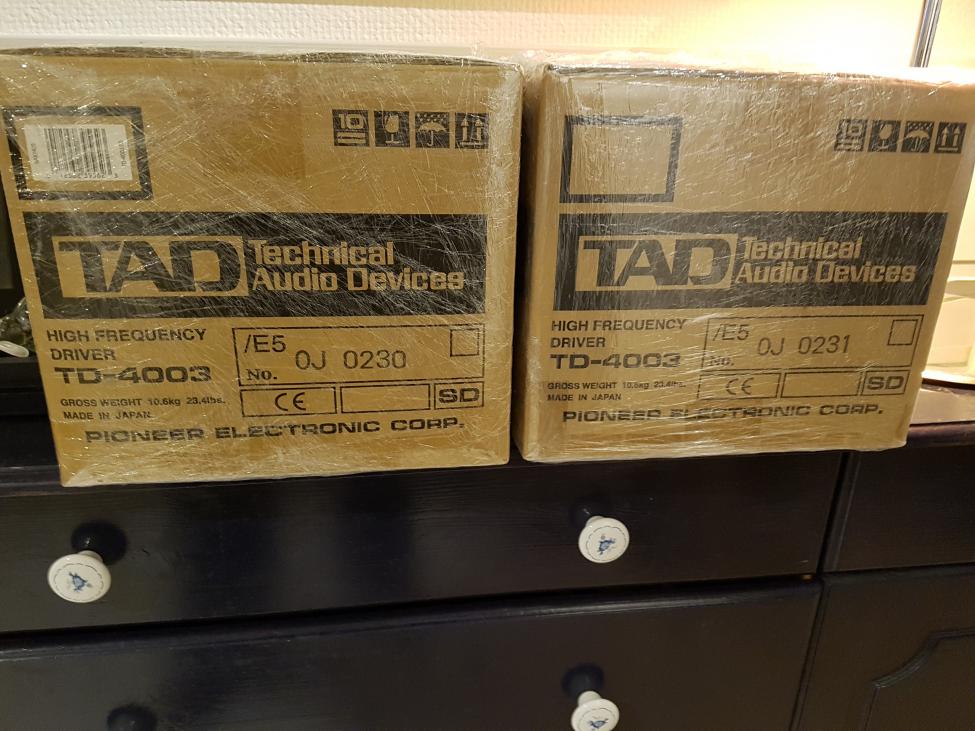 10
TAD Technical
Audio Devices
HIGH FREQUENCY
DRIVER
TD-4003
/E5
No. 0J 0230
CE
SD
GROSS WEIGHT 10.6kg 23.4lbs.
MADE IN JAPAN.
PIONEER ELECTRONIC CORP.
10
TAD Technical
Audio Devices
HIGH FREQUENCY
DRIVER
TD-4003
/E5
No. 0J 0231
CE
SD
GROSS WEIGHT 10.6kg 23.4lbs.
MADE IN JAPAN.
PIONEER ELECTRONIC CORP.